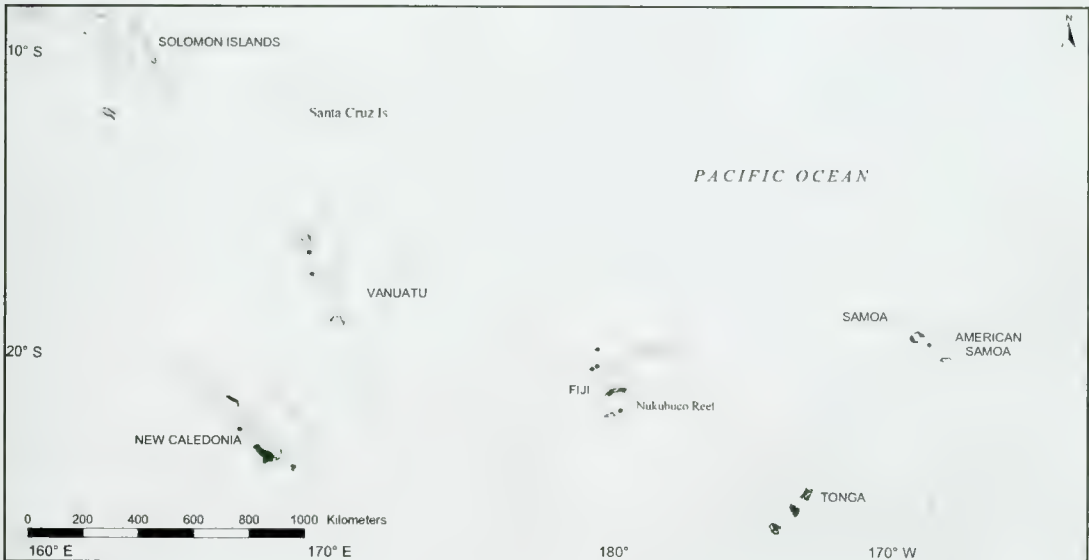 N
10° S
SOLOMON ISLANDS
Santa Cruz Is
PACIFIC OCEAN
VANUATU
SAMOA
AMERICAN
SAMOA
20° S
FIJI
Nukubuco Reef
NEW CALEDONIA
TONGA
0 200 400 600 800 1000 Kilometers
160° E 170° E 180° 170° W